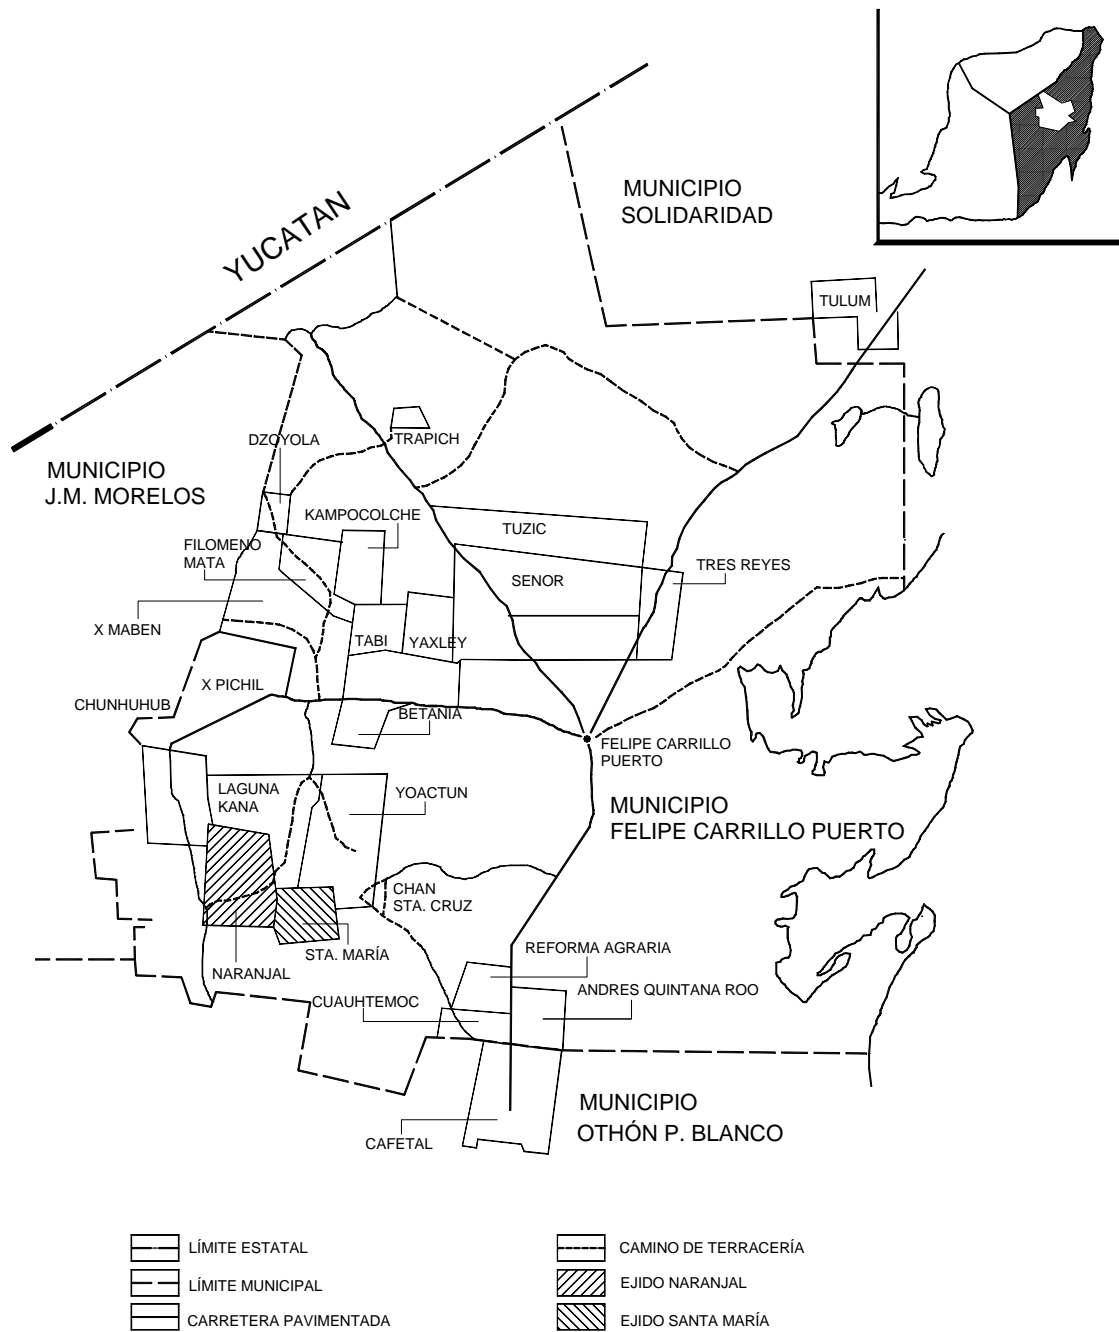 YUCATAN
MUNICIPIO
SOLIDARIDAD
TULUM
DZOYOLA
TRAPICH
MUNICIPIO
J.M. MORELOS
KAMPOCOLCHE
TUZIC
FILOMENO
MATA
SENOR
TRES REYES
X MABEN
TABI
YAXLEY
X PICHIL
CHUNHUHUB
BETANIA
FELIPE CARRILLO
PUERTO
LAGUNA
KANA
YOACTUN
MUNICIPIO
FELIPE CARRILLO PUERTO
CHAN
STA. CRUZ
STA. MARÍA
NARANJAL
REFORMA AGRARIA
ANDRES QUINTANA ROO
CUAUHTEMOC
CAFETAL
MUNICIPIO
OTHÓN P. BLANCO
LÍMITE ESTATAL
LÍMITE MUNICIPAL
CARRETERA PAVIMENTADA
CAMINO DE TERRACERÍA
EJIDO NARANJAL
EJIDO SANTA MARÍA